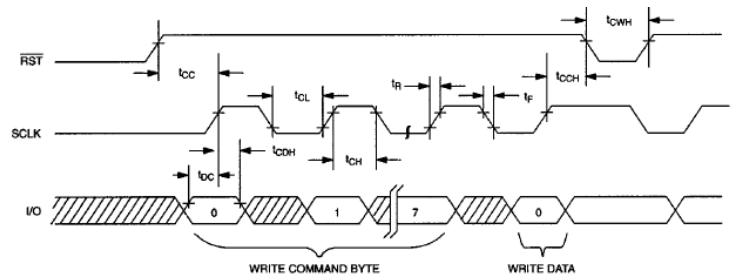 tCWH
RST
tCC
tCL
tR
tF
tCCH
SCLK
tCDH
tCH
tDC
I/O
0
1
7
0
WRITE COMMAND BYTE
WRITE DATA